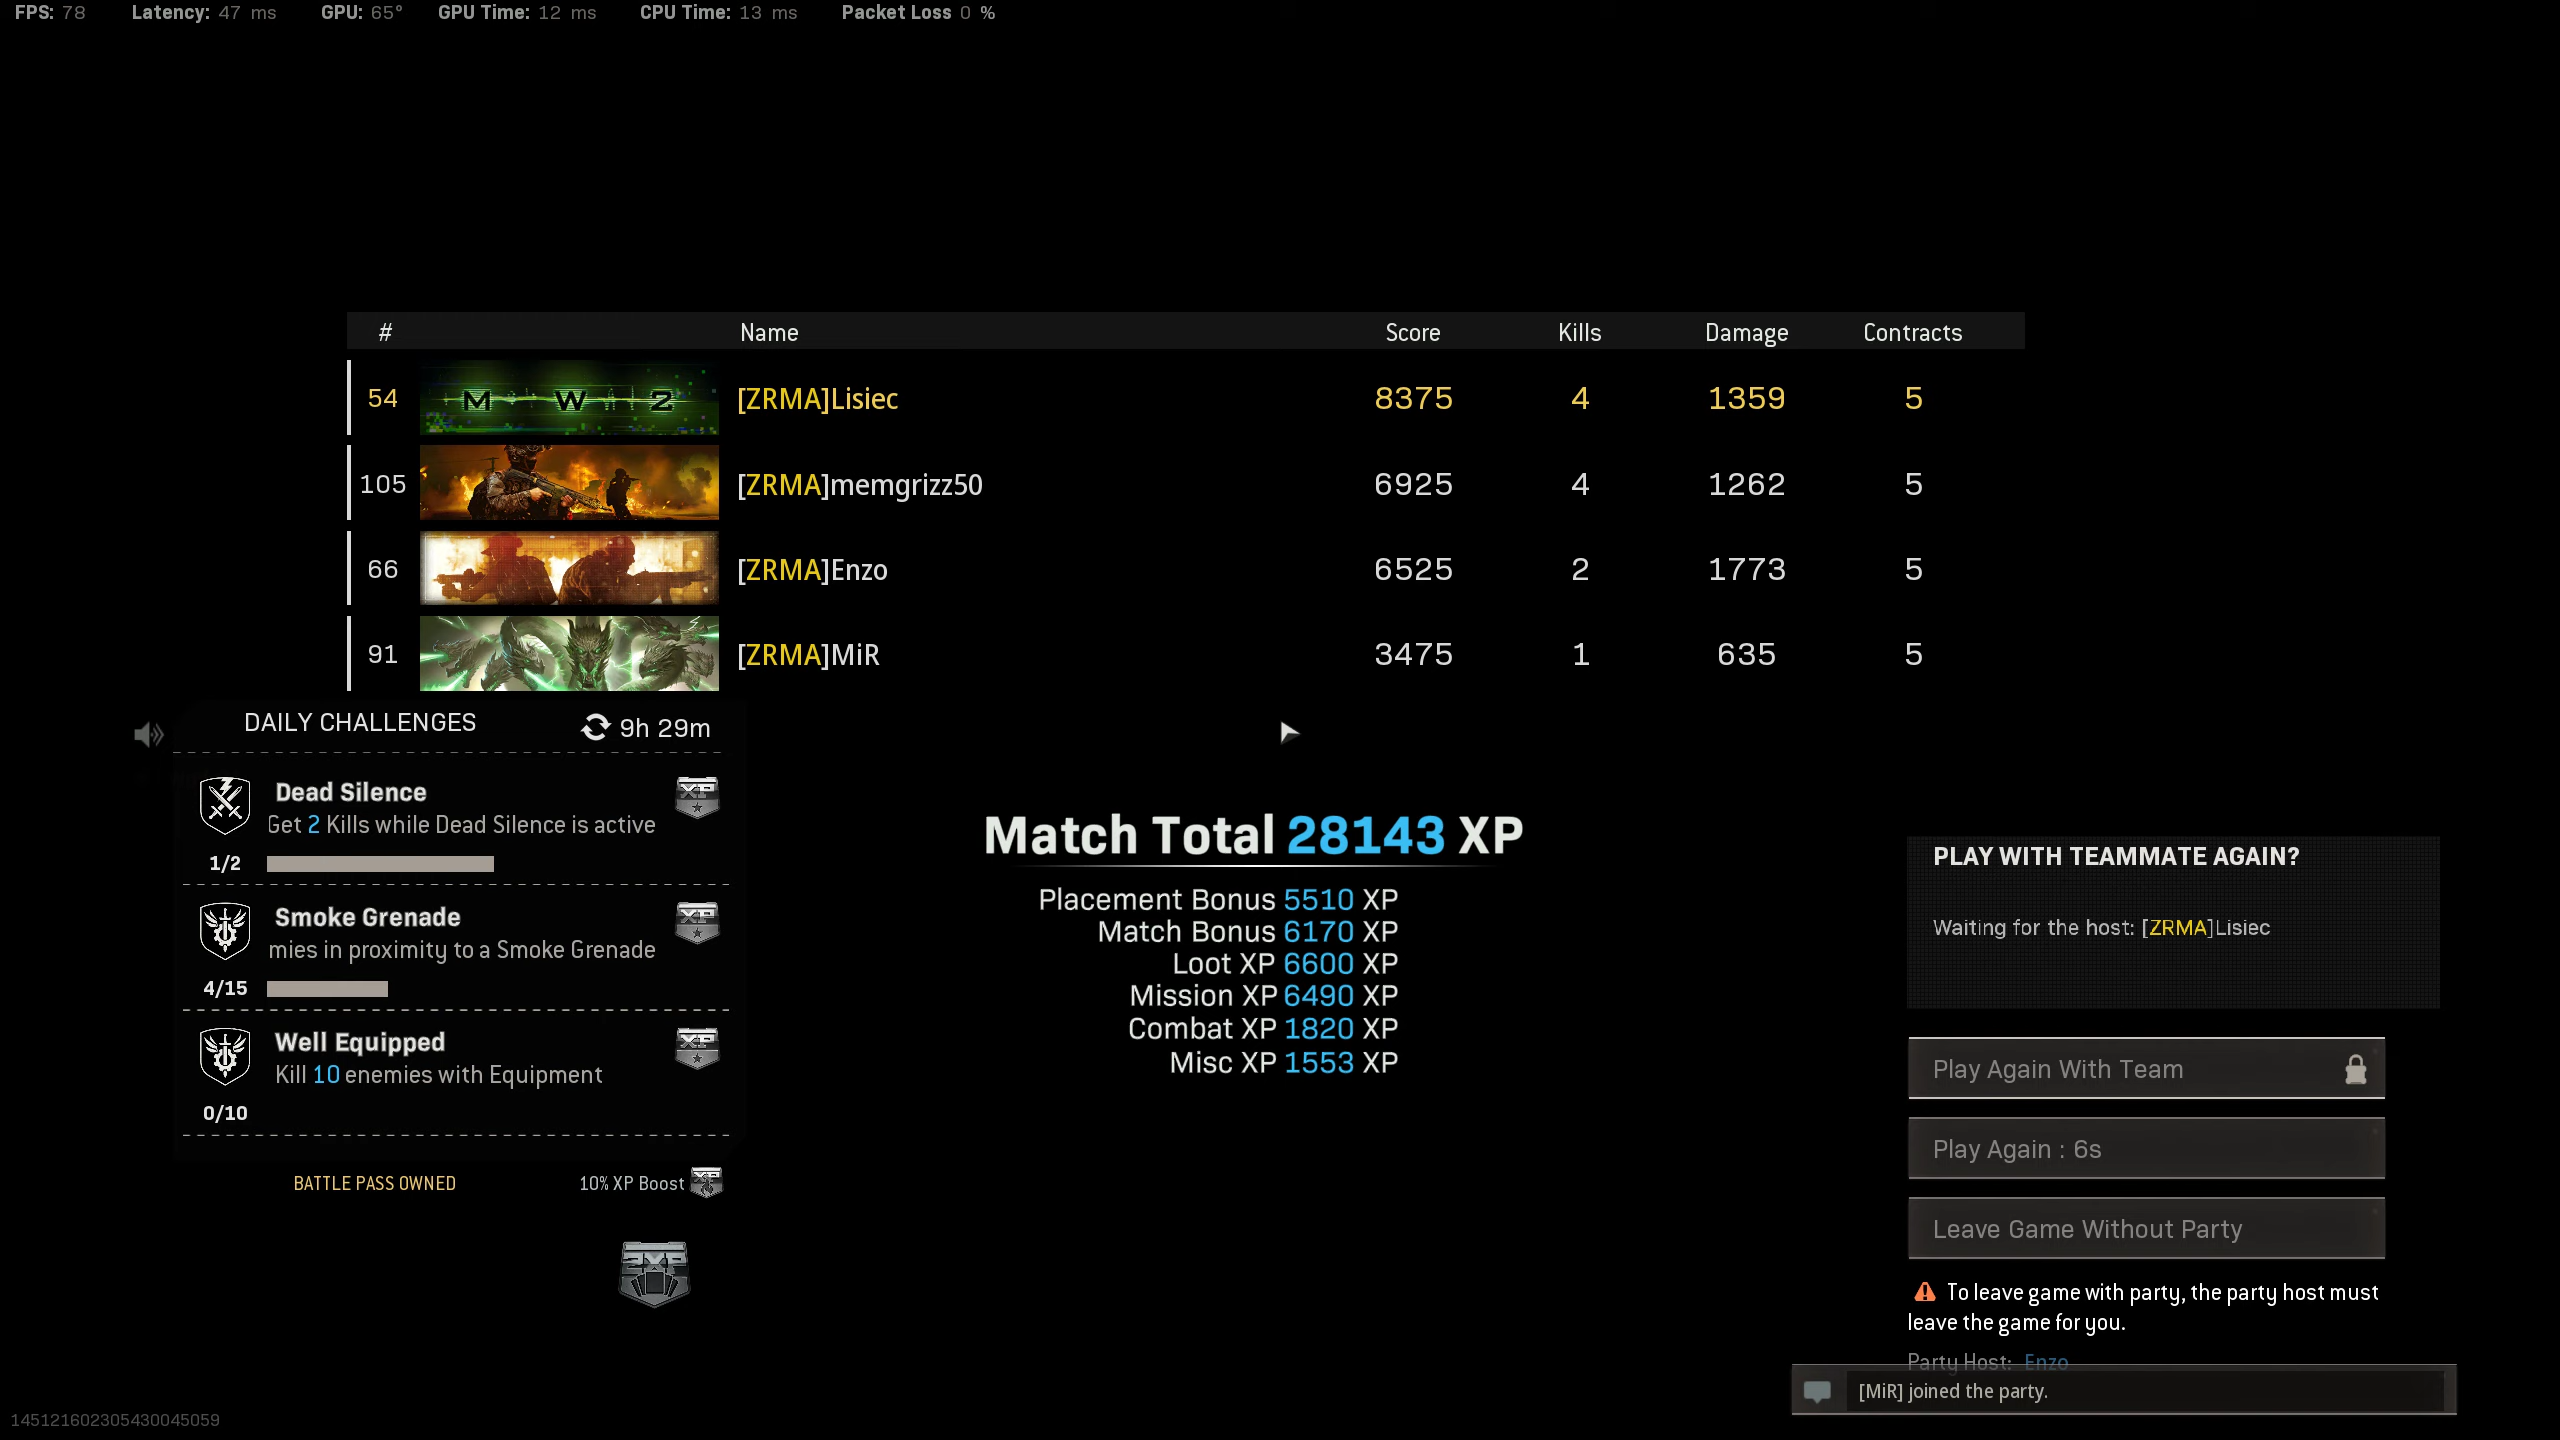 FPS: 78 Latency: 47 ms GPU: 65° GPU Time: 12 ms CPU Time: 13 ms Packet Loss 0 %
# Name Score Kills Damage Contracts
54 M W Z [ZRMA]Lisiec 8375 4 1359 5
105 [ZRMA]memgrizz50 6925 4 1262 5
66 [ZRMA]Enzo 6525 2 1773 5
91 [ZRMA]MiR 3475 1 635 5
DAILY CHALLENGES 9h 29m
Dead Silence XP
Get 2 Kills while Dead Silence is active
1/2
Smoke Grenade XP
mies in proximity to a Smoke Grenade
4/15
Well Equipped XP
Kill 10 enemies with Equipment
0/10
BATTLE PASS OWNED 10% XP Boost XP
2XP
Match Total 28143 XP
Placement Bonus 5510 XP
Match Bonus 6170 XP
Loot XP 6600 XP
Mission XP 6490 XP
Combat XP 1820 XP
Misc XP 1553 XP
PLAY WITH TEAMMATE AGAIN?
Waiting for the host: [ZRMA]Lisiec
Play Again With Team
Play Again : 6s
Leave Game Without Party
To leave game with party, the party host must
leave the game for you.
Party Host: Enzo
[MiR] joined the party.
145121602305430045059